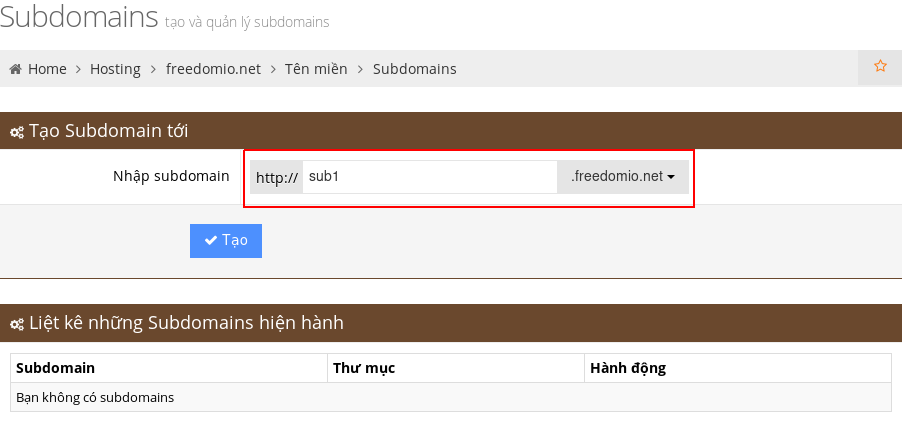 Subdomains tạo và quản lý subdomains
Home > Hosting > freedomio.net > Tên miền > Subdomains
Tạo Subdomain tới
Nhập subdomain http:// sub1 .freedomio.net
Tạo
Liệt kê những Subdomains hiện hành
Subdomain Thư mục Hành động
Bạn không có subdomains